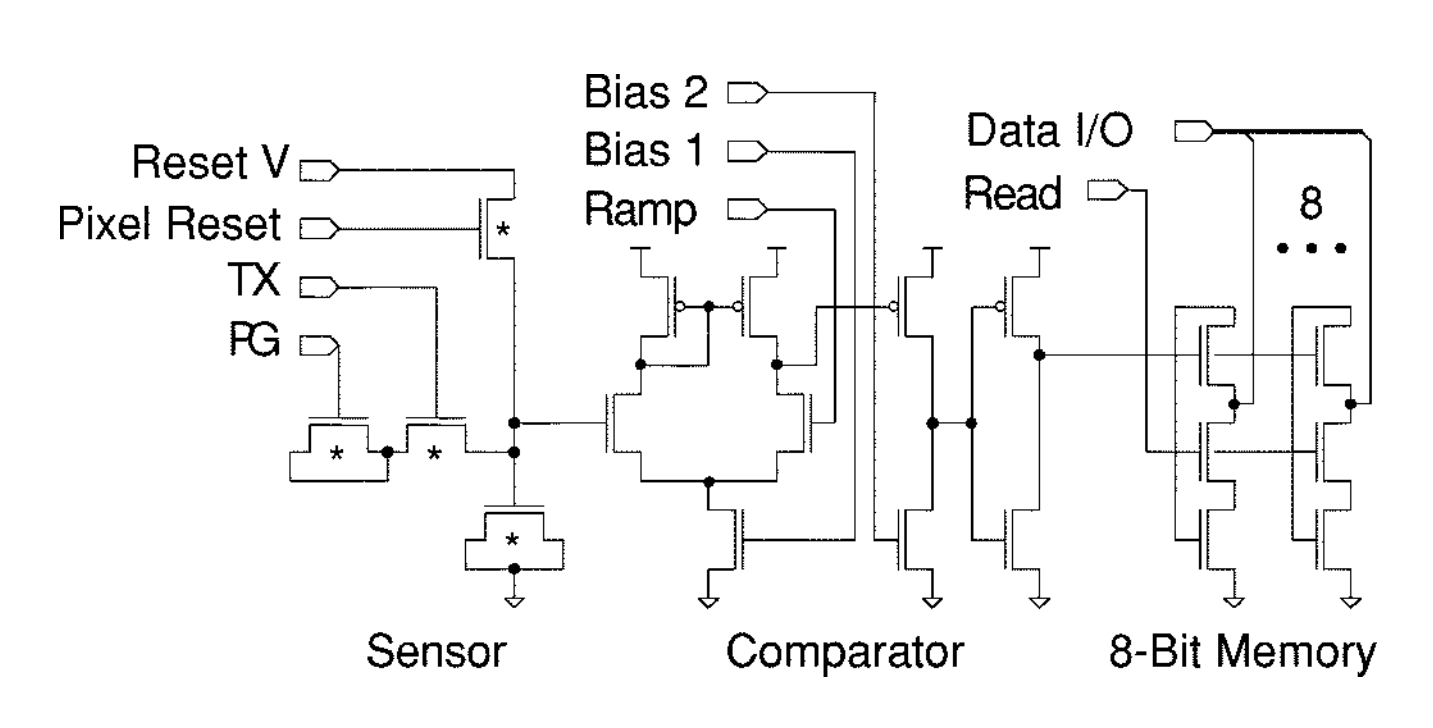 Bias 2
Bias 1
Ramp
Data I/O
Read
Reset V
Pixel Reset
TX
PG
8
*
*
*
*
Sensor
Comparator
8-Bit Memory